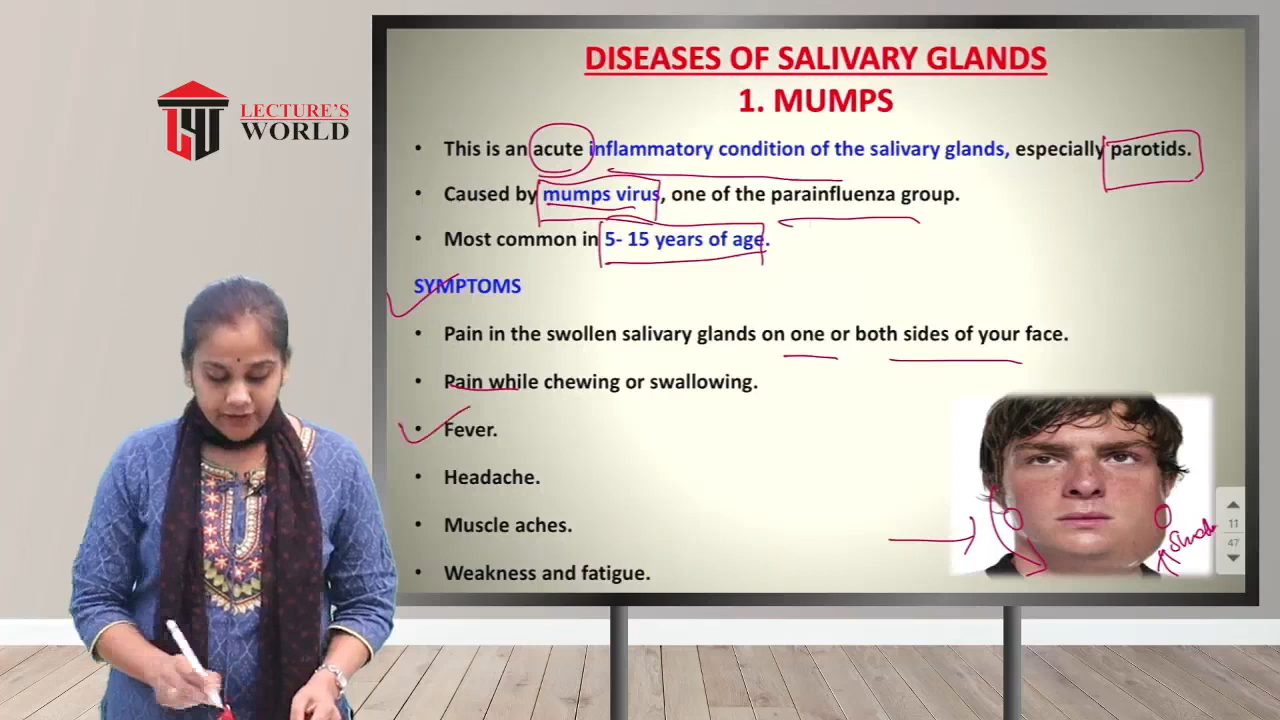 LECTURE'S
WORLD
DISEASES OF SALIVARY GLANDS
1. MUMPS
• This is an acute inflammatory condition of the salivary glands, especially parotids.
• Caused by mumps virus, one of the parainfluenza group.
• Most common in 5- 15 years of age.
SYMPTOMS
• Pain in the swollen salivary glands on one or both sides of your face.
• Pain while chewing or swallowing.
• Fever.
• Headache.
• Muscle aches.
• Weakness and fatigue.
11
47